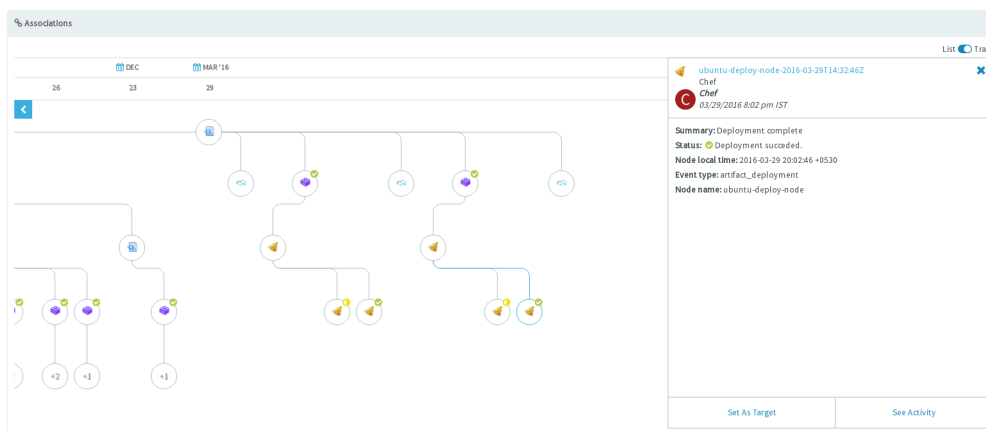 Associations
List Tra
DEC MAR '16
26 23 29
ubuntu-deploy-node-2016-03-29T14:32:46Z
Chef
C Chef
03/29/2016 8:02 pm IST
Summary: Deployment complete
Status: Deployment succeded.
Node local time: 2016-03-29 20:02:46 +0530
Event type: artifact_deployment
Node name: ubuntu-deploy-node
+2 +1 +1
Set As Target See Activity